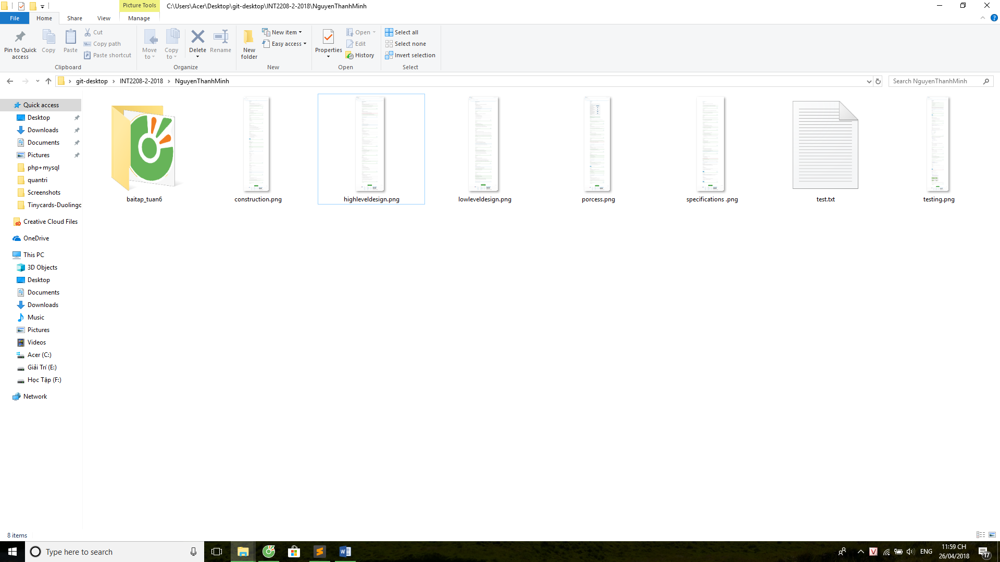 Picture Tools
C:\Users\Acer\Desktop\git-desktop\INT2208-2-2018\NguyenThanhMinh
File
Home
Share
View
Manage
Pin to Quick access
Copy
Paste
Cut
Copy path
Paste shortcut
Clipboard
Move to
Copy to
Delete
Rename
Organize
New folder
New item
Easy access
New
Properties
Open
Edit
History
Open
Select all
Select none
Invert selection
Select
git-desktop
INT2208-2-2018
NguyenThanhMinh
Search NguyenThanhMinh
Quick access
Desktop
Downloads
Documents
Pictures
php+mysql
quantri
Screenshots
Tinycards-Duolingo
Creative Cloud Files
OneDrive
This PC
3D Objects
Desktop
Documents
Downloads
Music
Pictures
Videos
Acer (C:)
Giải Trí (E:)
Học Tập (F:)
Network
baitap_tuan6
construction.png
highleveldesign.png
lowleveldesign.png
porcess.png
specifications .png
test.txt
testing.png
8 items
Type here to search
ENG
11:59 CH
26/04/2018
17